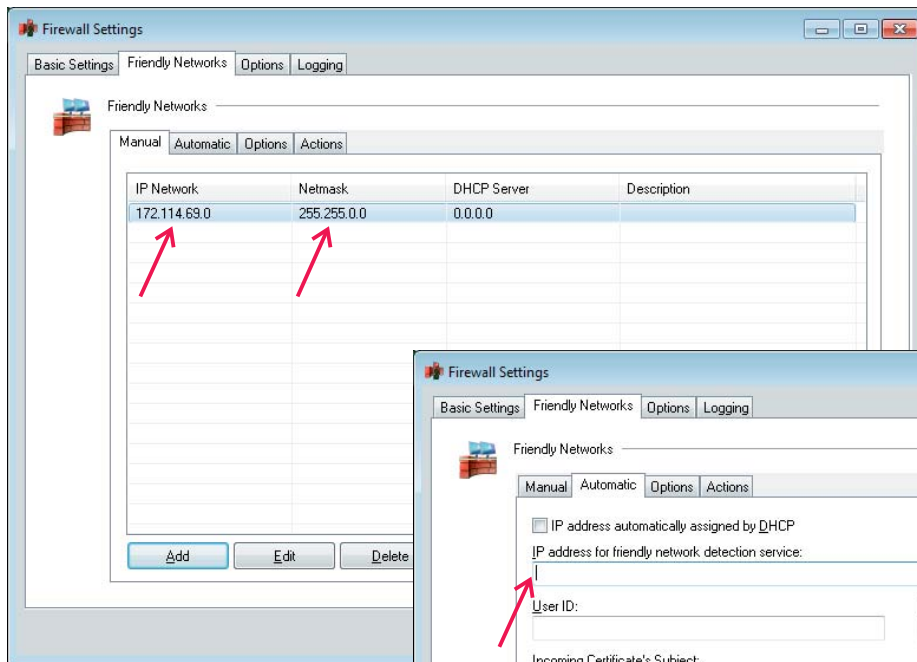 Firewall Settings
Basic Settings Friendly Networks Options Logging
Friendly Networks
Manual Automatic Options Actions
IP Network Netmask DHCP Server Description
172.114.69.0 255.255.0.0 0.0.0.0
Add Edit Delete
Firewall Settings
Basic Settings Friendly Networks Options Logging
Friendly Networks
Manual Automatic Options Actions
IP address automatically assigned by DHCP
IP address for friendly network detection service:
User ID:
Incoming Certificate's Subject: